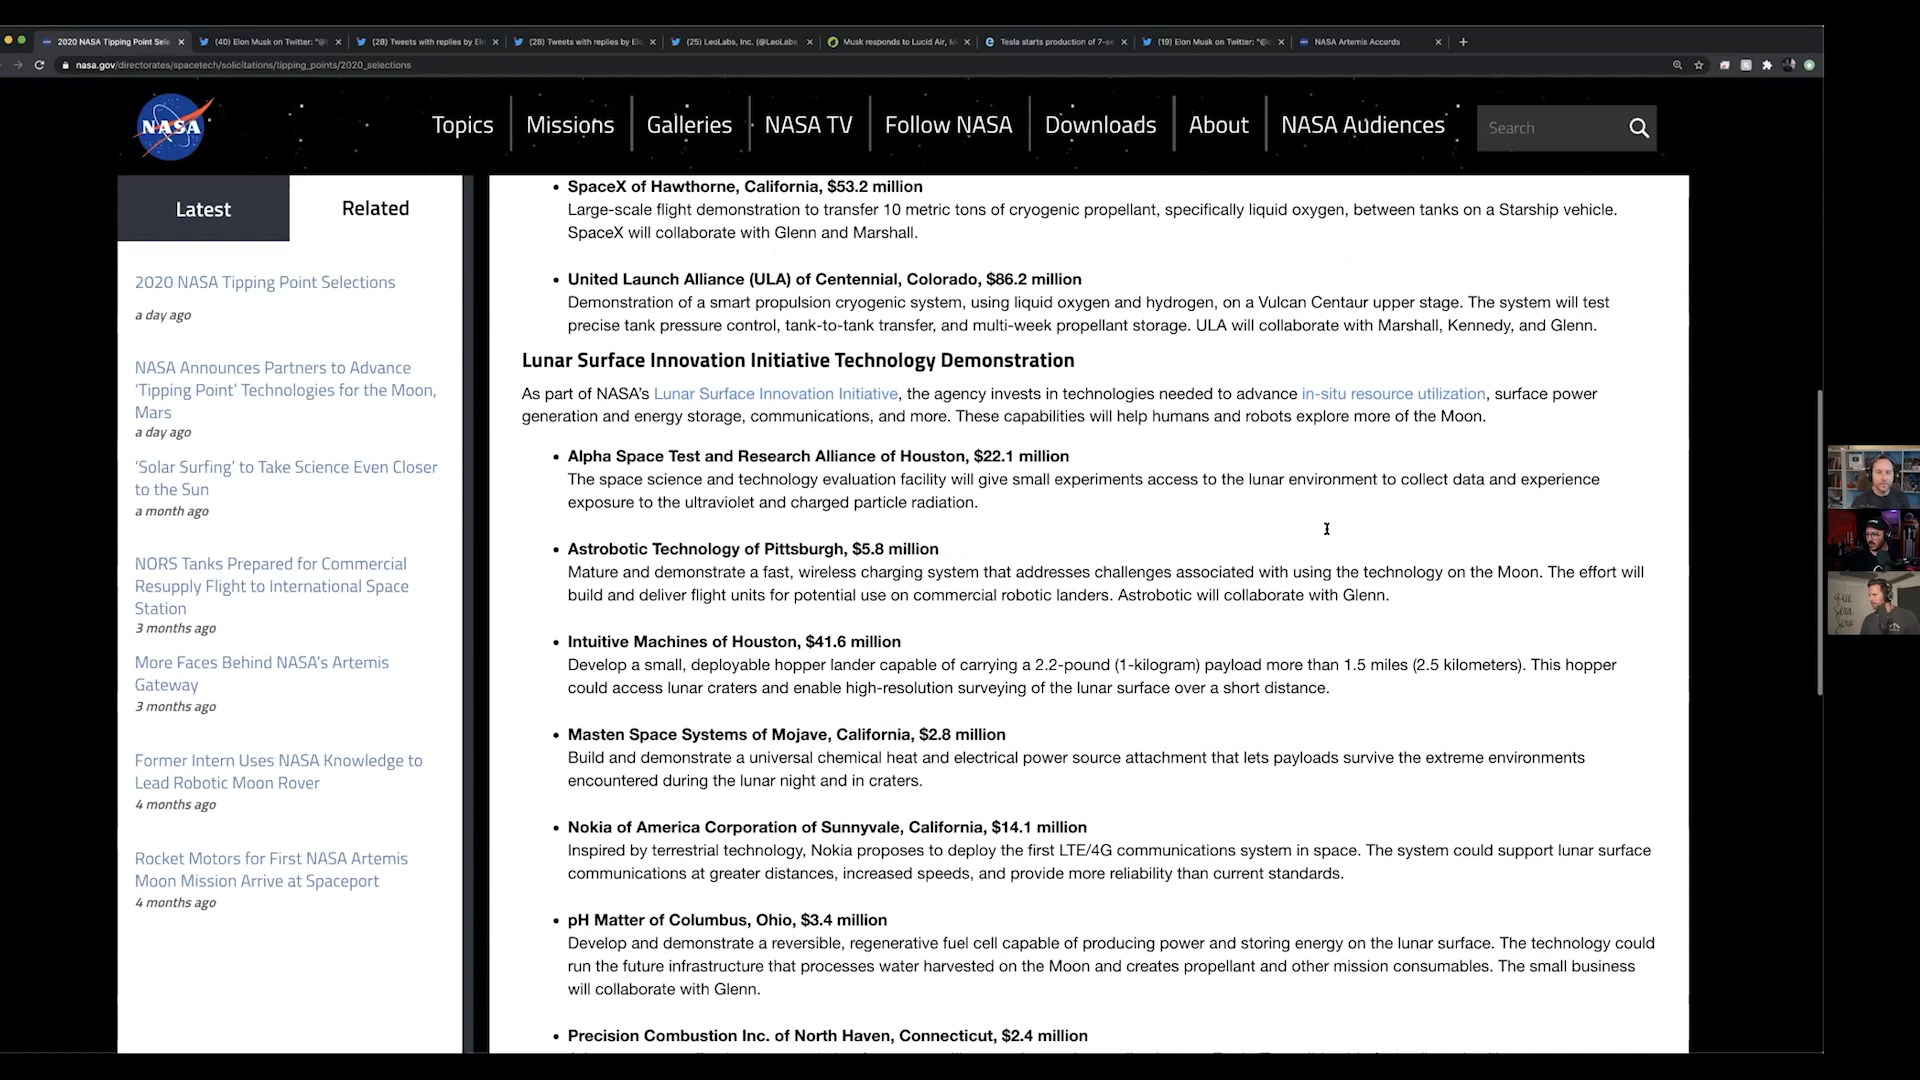 2020 NASA Tipping Point Sele
(40) Elon Musk on Twitter: "@
(28) Tweets with replies by Elo
(28) Tweets with replies by Elo
(25) LeoLabs, Inc. (@LeoLabs
Musk responds to Lucid Air, M
Tesla starts production of 7-se
(19) Elon Musk on Twitter: "@
NASA Artemis Accords
nasa.gov/directorates/spacetech/solicitations/tipping_points/2020_selections
NASA
Topics
Missions
Galleries
NASA TV
Follow NASA
Downloads
About
NASA Audiences
Search
Latest
Related
2020 NASA Tipping Point Selections
a day ago
NASA Announces Partners to Advance
‘Tipping Point’ Technologies for the Moon,
Mars
a day ago
‘Solar Surfing’ to Take Science Even Closer
to the Sun
a month ago
NORS Tanks Prepared for Commercial
Resupply Flight to International Space
Station
3 months ago
More Faces Behind NASA’s Artemis
Gateway
3 months ago
Former Intern Uses NASA Knowledge to
Lead Robotic Moon Rover
4 months ago
Rocket Motors for First NASA Artemis
Moon Mission Arrive at Spaceport
4 months ago
• SpaceX of Hawthorne, California, $53.2 million
Large-scale flight demonstration to transfer 10 metric tons of cryogenic propellant, specifically liquid oxygen, between tanks on a Starship vehicle.
SpaceX will collaborate with Glenn and Marshall.
• United Launch Alliance (ULA) of Centennial, Colorado, $86.2 million
Demonstration of a smart propulsion cryogenic system, using liquid oxygen and hydrogen, on a Vulcan Centaur upper stage. The system will test
precise tank pressure control, tank-to-tank transfer, and multi-week propellant storage. ULA will collaborate with Marshall, Kennedy, and Glenn.
Lunar Surface Innovation Initiative Technology Demonstration
As part of NASA’s Lunar Surface Innovation Initiative, the agency invests in technologies needed to advance in-situ resource utilization, surface power
generation and energy storage, communications, and more. These capabilities will help humans and robots explore more of the Moon.
• Alpha Space Test and Research Alliance of Houston, $22.1 million
The space science and technology evaluation facility will give small experiments access to the lunar environment to collect data and experience
exposure to the ultraviolet and charged particle radiation.
• Astrobotic Technology of Pittsburgh, $5.8 million
Mature and demonstrate a fast, wireless charging system that addresses challenges associated with using the technology on the Moon. The effort will
build and deliver flight units for potential use on commercial robotic landers. Astrobotic will collaborate with Glenn.
• Intuitive Machines of Houston, $41.6 million
Develop a small, deployable hopper lander capable of carrying a 2.2-pound (1-kilogram) payload more than 1.5 miles (2.5 kilometers). This hopper
could access lunar craters and enable high-resolution surveying of the lunar surface over a short distance.
• Masten Space Systems of Mojave, California, $2.8 million
Build and demonstrate a universal chemical heat and electrical power source attachment that lets payloads survive the extreme environments
encountered during the lunar night and in craters.
• Nokia of America Corporation of Sunnyvale, California, $14.1 million
Inspired by terrestrial technology, Nokia proposes to deploy the first LTE/4G communications system in space. The system could support lunar surface
communications at greater distances, increased speeds, and provide more reliability than current standards.
• pH Matter of Columbus, Ohio, $3.4 million
Develop and demonstrate a reversible, regenerative fuel cell capable of producing power and storing energy on the lunar surface. The technology could
run the future infrastructure that processes water harvested on the Moon and creates propellant and other mission consumables. The small business
will collaborate with Glenn.
• Precision Combustion Inc. of North Haven, Connecticut, $2.4 million